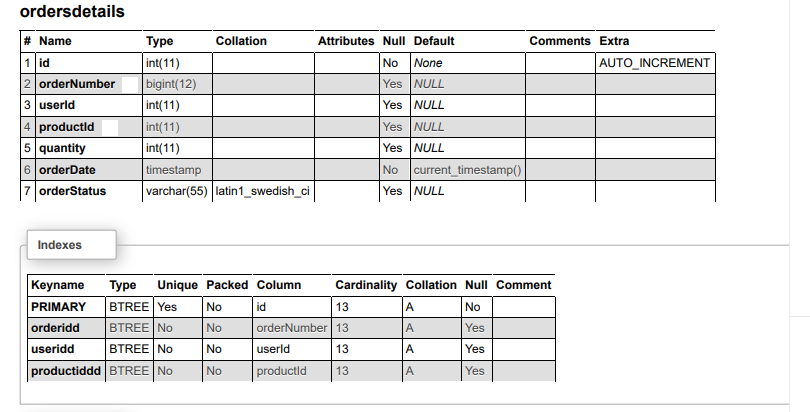 ordersdetails
# Name Type Collation Attributes Null Default Comments Extra
1 id int(11) No None AUTO_INCREMENT
2 orderNumber bigint(12) Yes NULL
3 userId int(11) Yes NULL
4 productId int(11) Yes NULL
5 quantity int(11) Yes NULL
6 orderDate timestamp No current_timestamp()
7 orderStatus varchar(55) latin1_swedish_ci Yes NULL
Indexes
Keyname Type Unique Packed Column Cardinality Collation Null Comment
PRIMARY BTREE Yes No id 13 A No
orderidd BTREE No No orderNumber 13 A Yes
useridd BTREE No No userId 13 A Yes
productiddd BTREE No No productId 13 A Yes